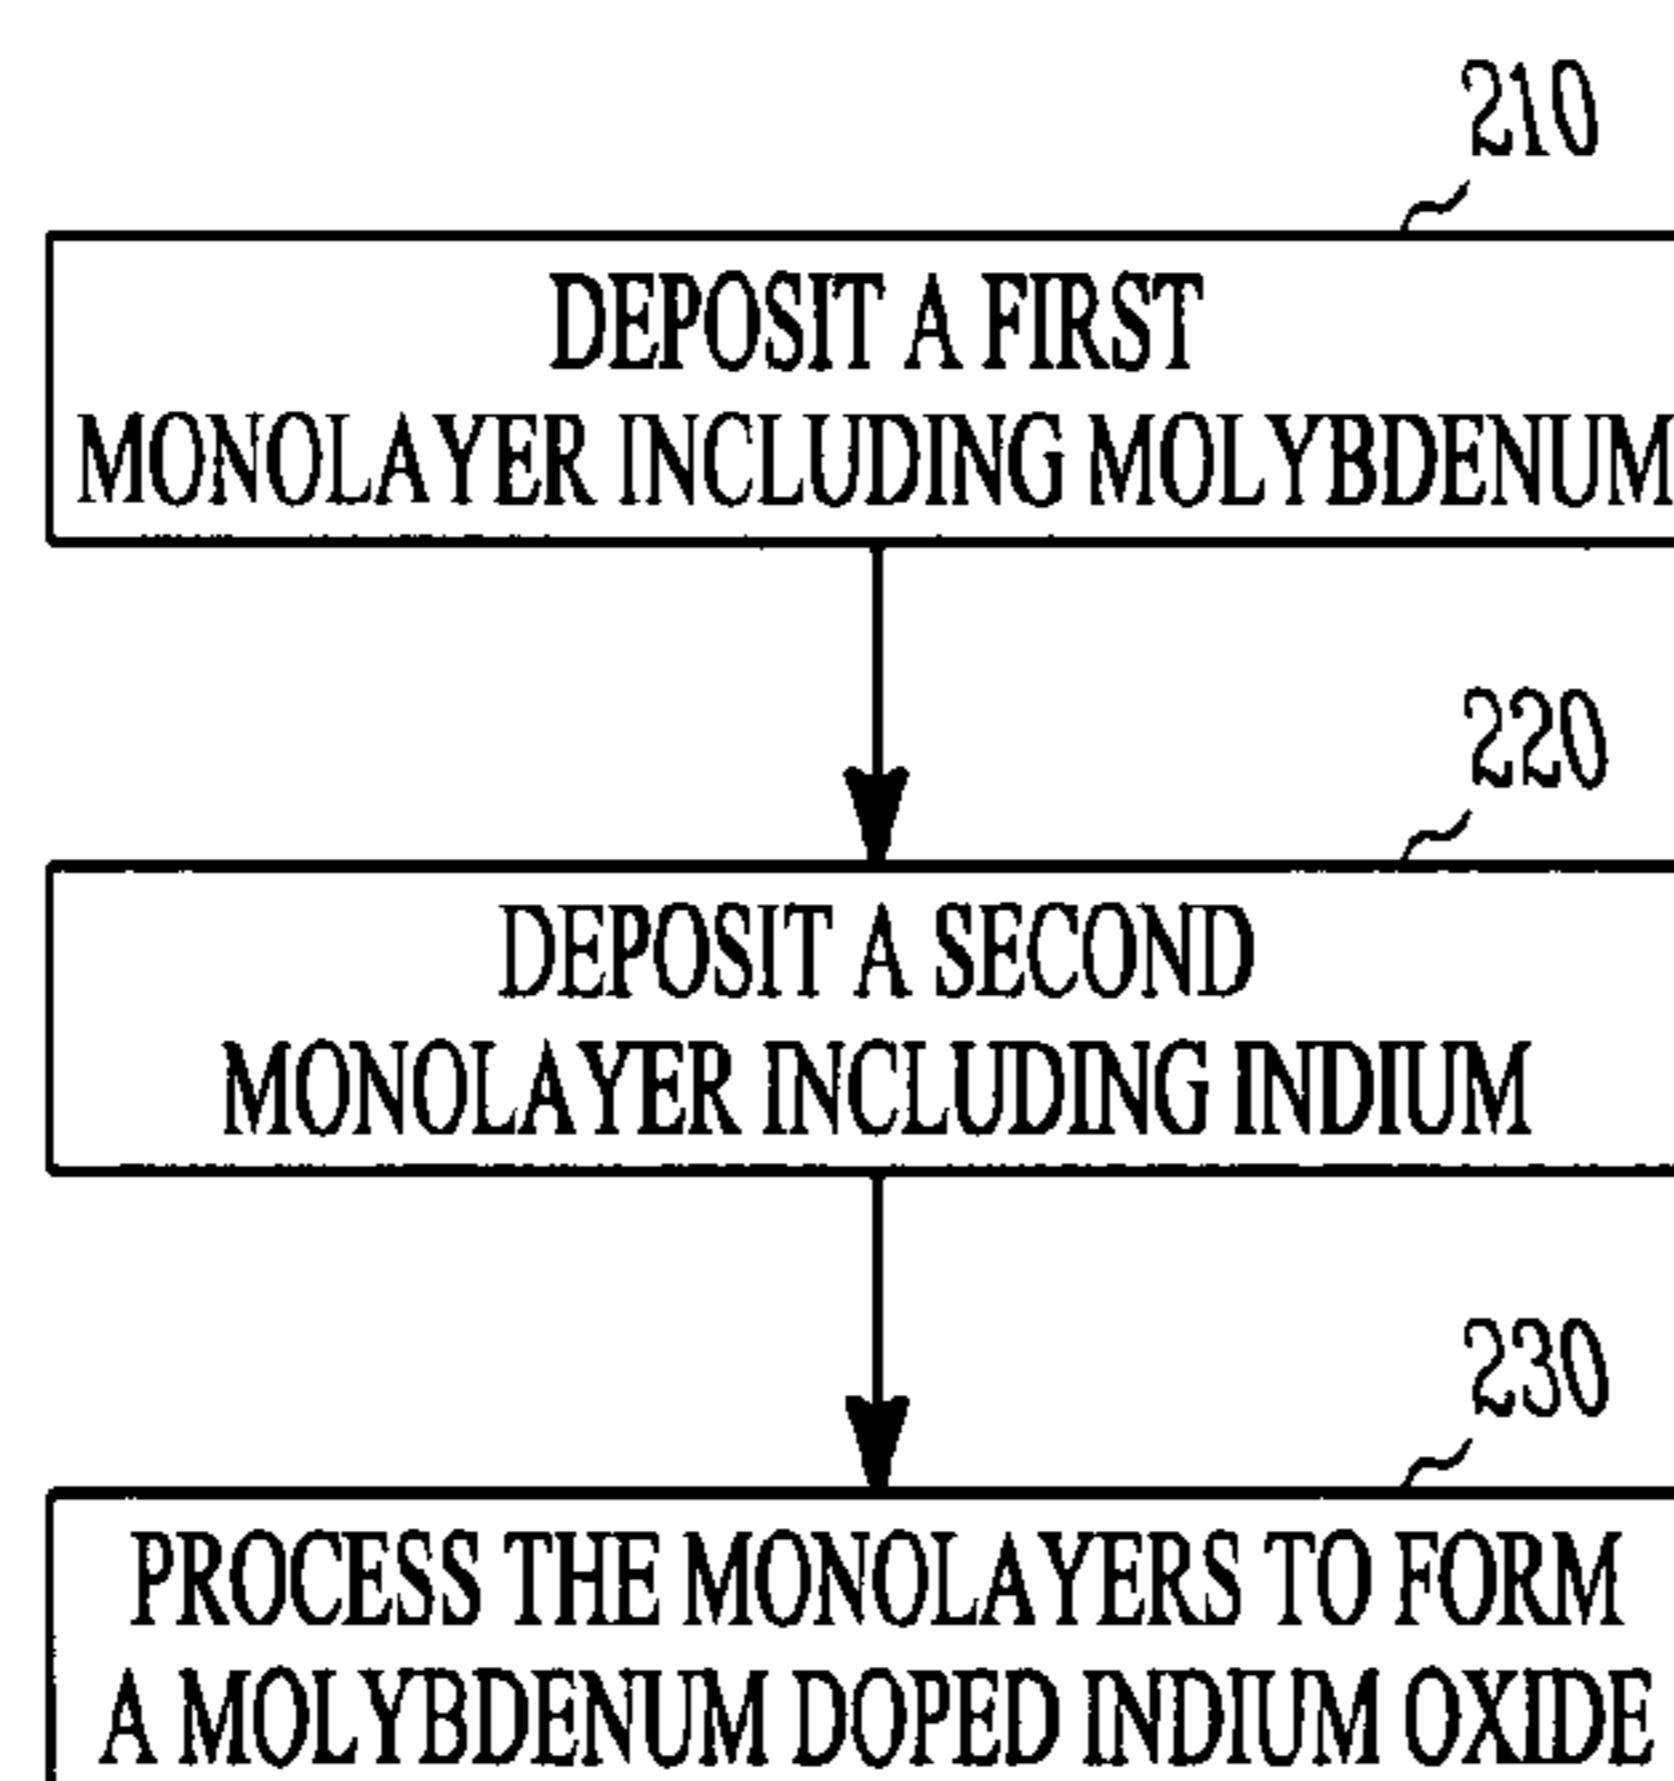 210
DEPOSIT A FIRST
MONOLAYER INCLUDING MOLYBDENUM
220
DEPOSIT A SECOND
MONOLAYER INCLUDING INDIUM
230
PROCESS THE MONOLAYERS TO FORM
A MOLYBDENUM DOPED INDIUM OXIDE